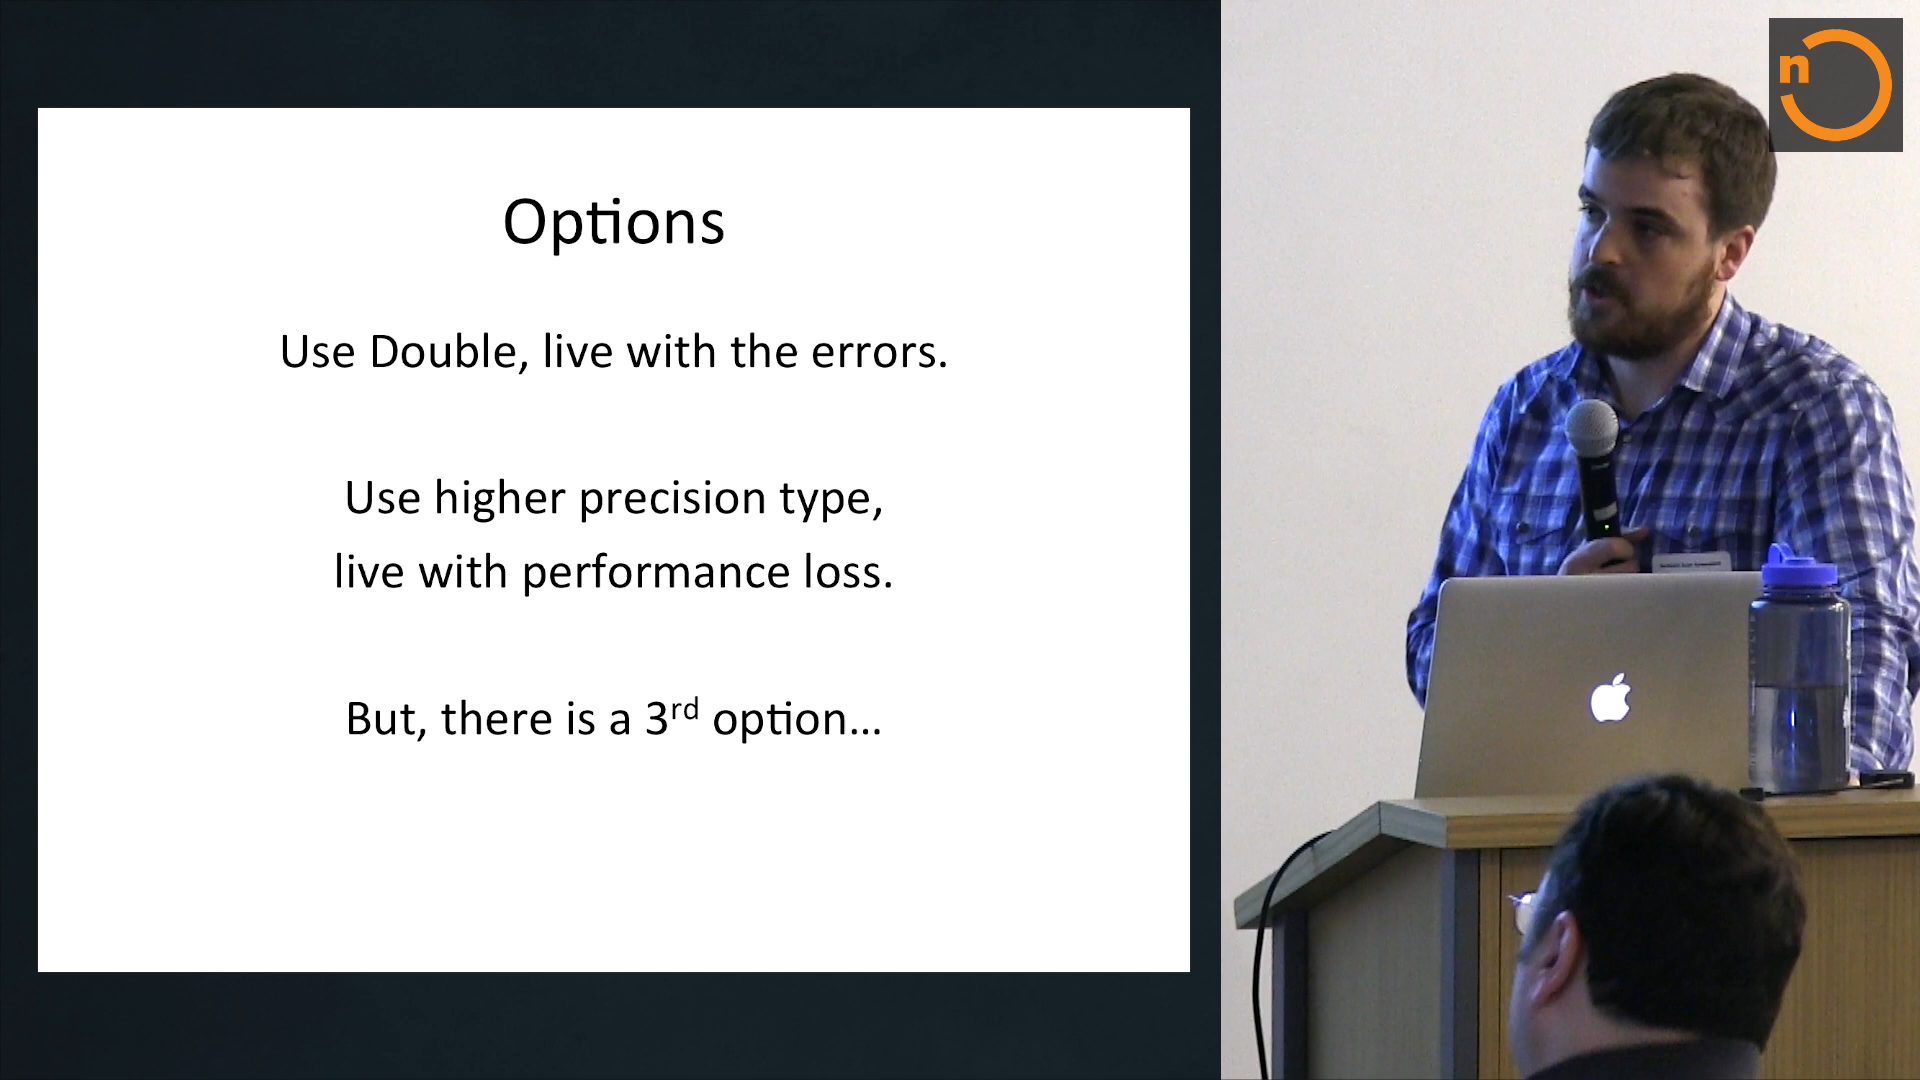 Options
Use Double, live with the errors.
Use higher precision type,
live with performance loss.
But, there is a 3rd option...
n